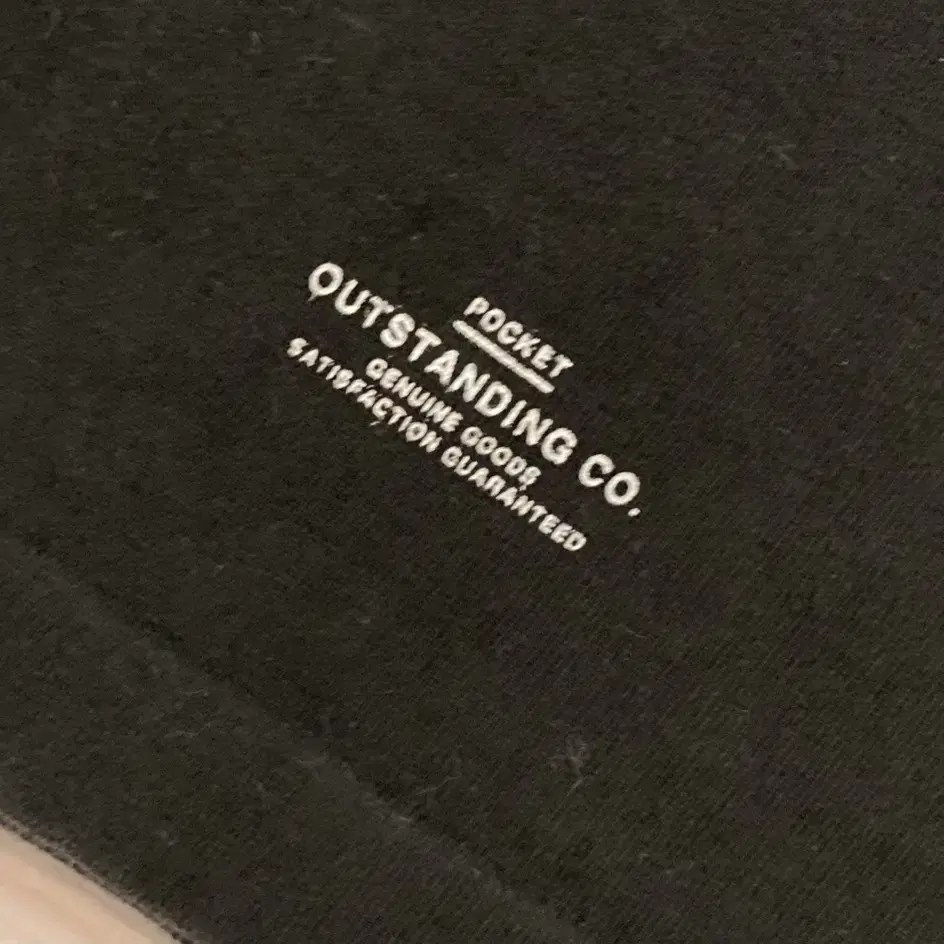 POCKET
OUTSTANDING CO.
GENUINE GOODS
SATISFACTION GUARANTEED